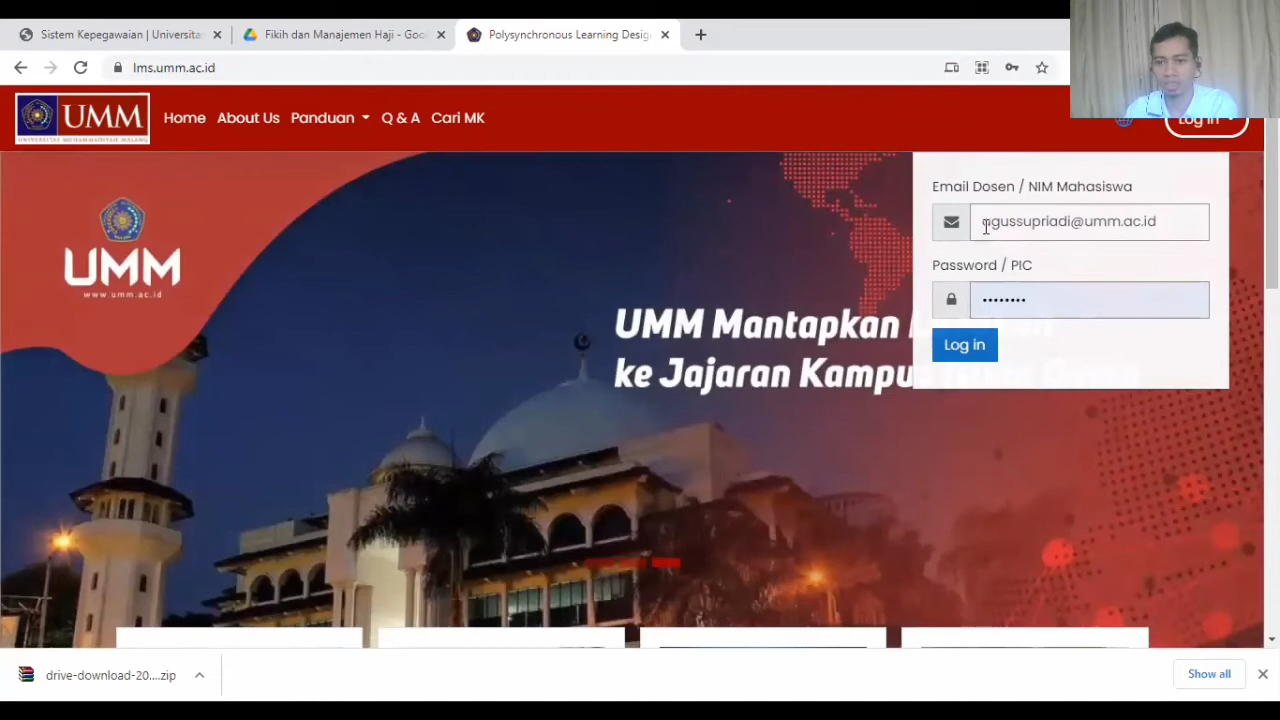 Sistem Kepegawaian | Universita
Fikih dan Manajemen Haji - Goo
Polysynchronous Learning Desig
lms.umm.ac.id
UMM
Home
About Us
Panduan
Q & A
Cari MK
Log in
Email Dosen / NIM Mahasiswa
agussupriadi@umm.ac.id
Password / PIC
••••••••
Log in
UMM
www.umm.ac.id
UMM Mantapkan
ke Jajaran Kampus
drive-download-20....zip
Show all